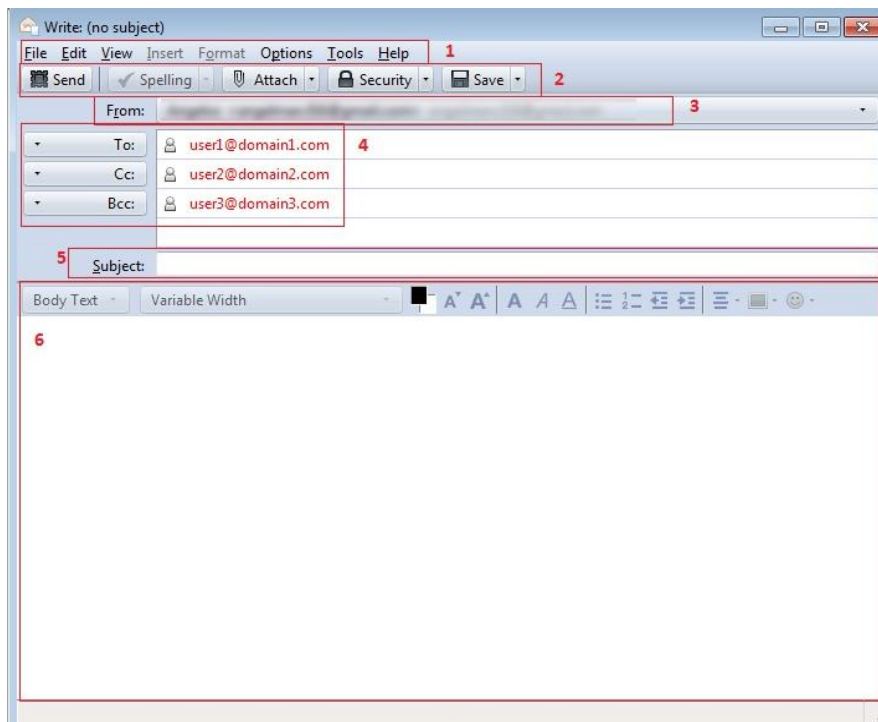 Write: (no subject)
File Edit View Insert Format Options Tools Help 1
Send Spelling Attach Security Save 2
From: 3
To: user1@domain1.com 4
Cc: user2@domain2.com
Bcc: user3@domain3.com
5 Subject:
Body Text Variable Width A A A A A
6